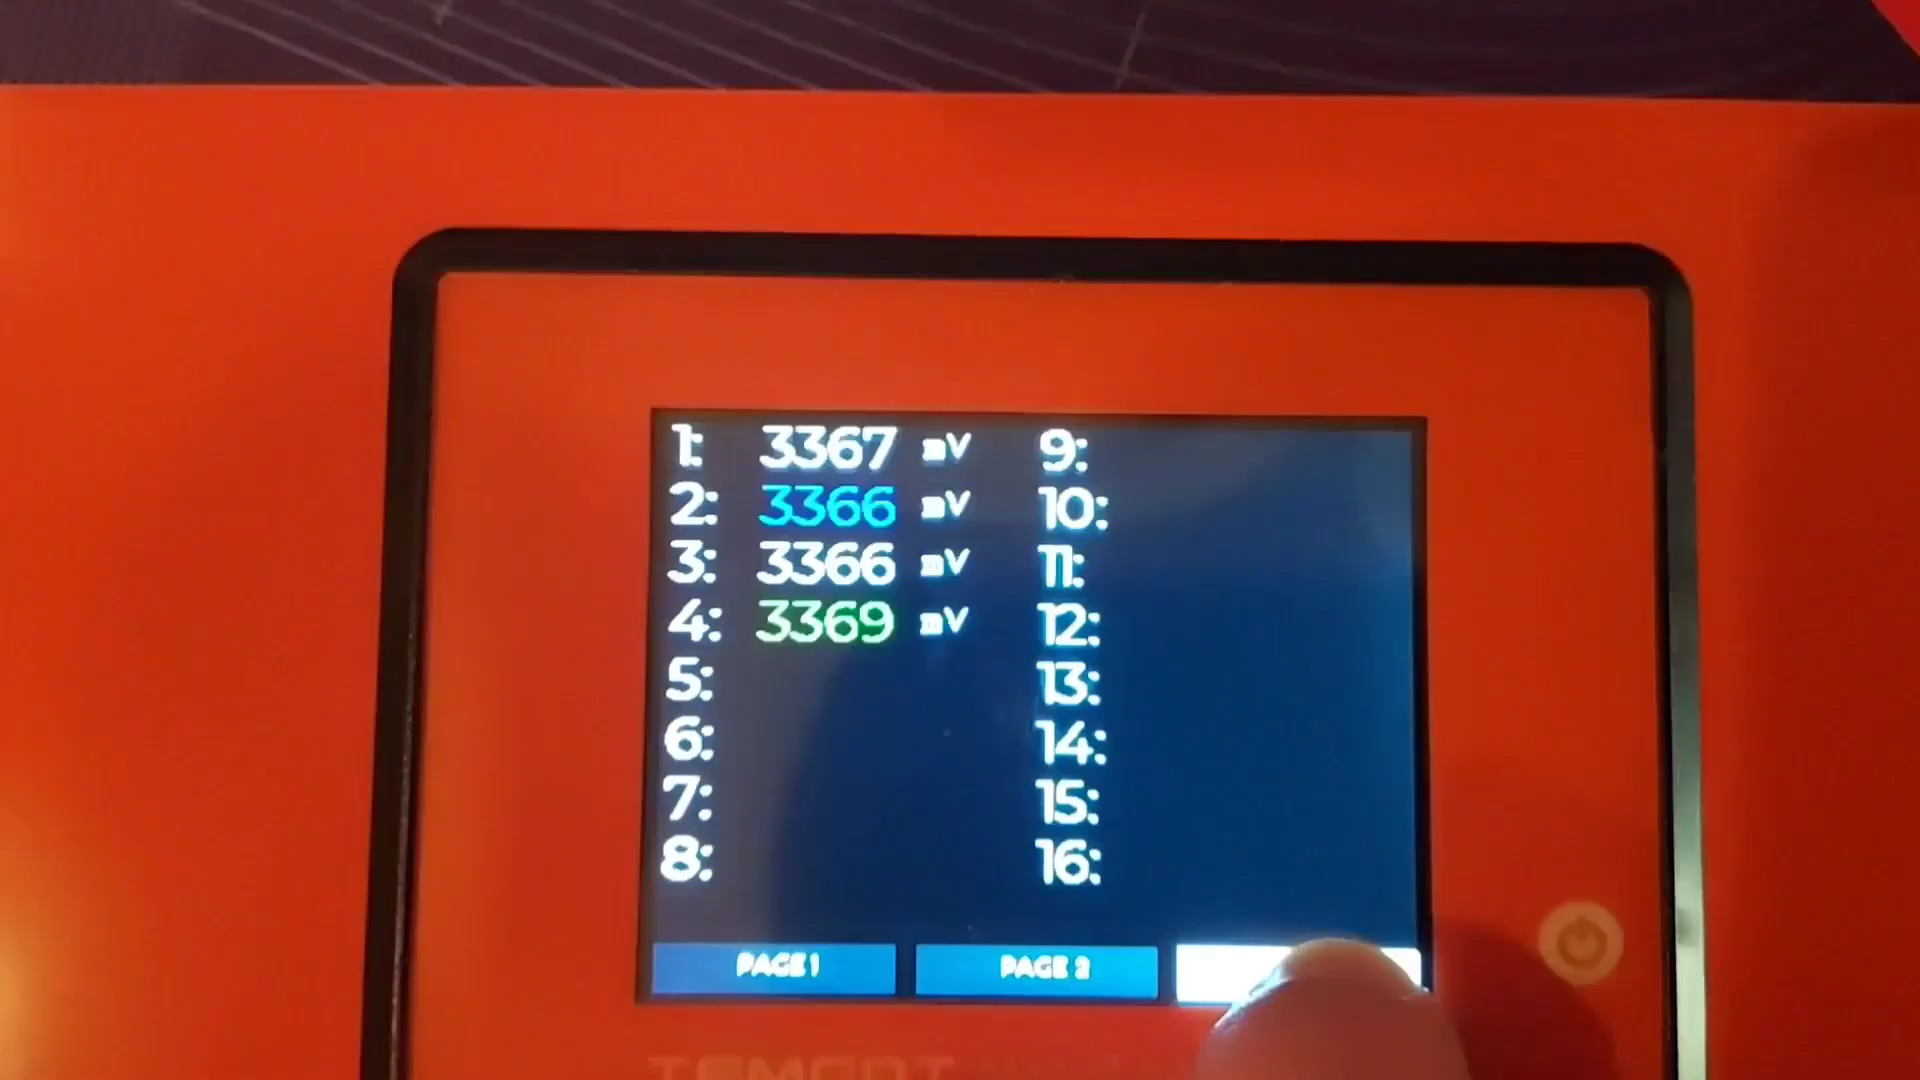 1: 3367 mV 9:
2: 3366 mV 10:
3: 3366 mV 11:
4: 3369 mV 12:
5: 13:
6: 14:
7: 15:
8: 16:
PAGE 1 PAGE 2